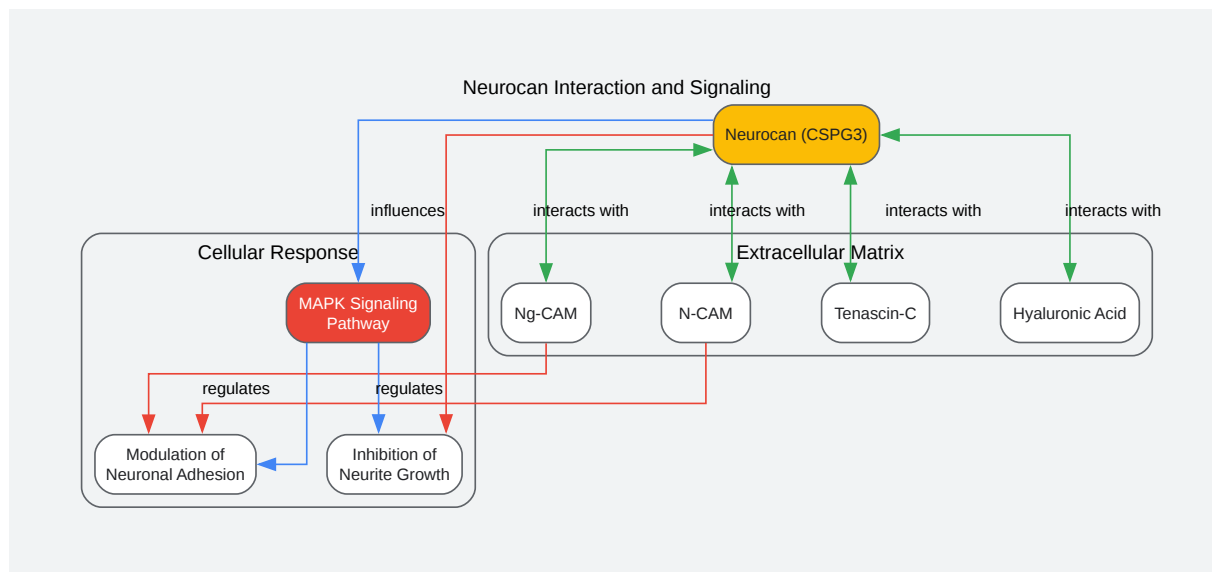 Neurocan Interaction and Signaling
Neurocan (CSPG3)
influences
interacts with
interacts with
interacts with
interacts with
Cellular Response
Extracellular Matrix
MAPK Signaling
Pathway
Ng-CAM
N-CAM
Tenascin-C
Hyaluronic Acid
regulates
regulates
Modulation of
Neuronal Adhesion
Inhibition of
Neurite Growth